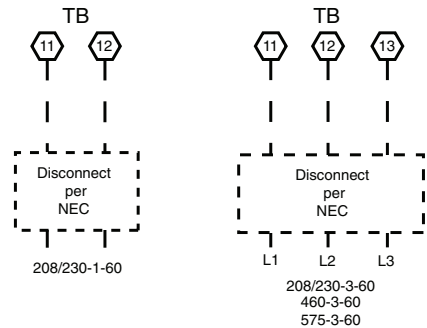 TB
11 12
Disconnect
per
NEC
208/230-1-60
TB
11 12 13
Disconnect
per
NEC
L1 L2 L3
208/230-3-60
460-3-60
575-3-60